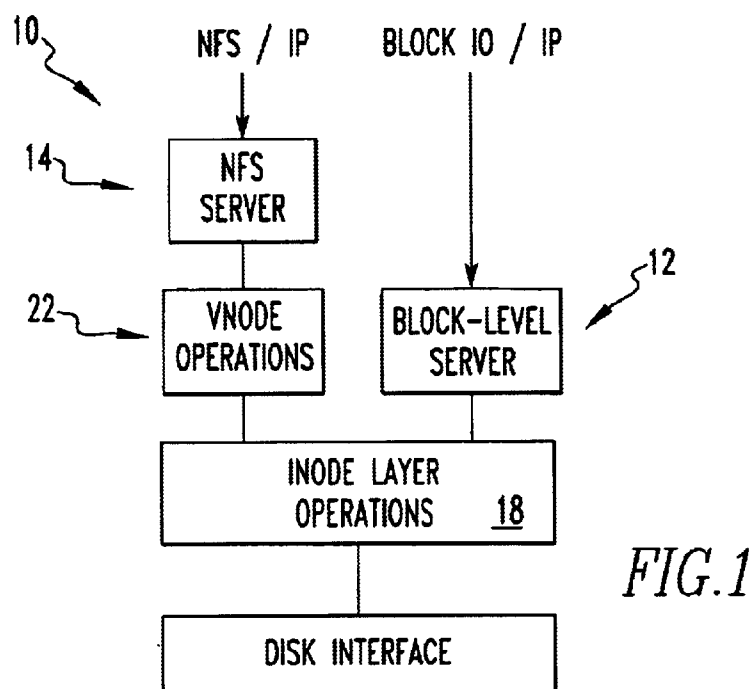 10
NFS / IP
BLOCK IO / IP
14
NFS
SERVER
12
22
VNODE
OPERATIONS
BLOCK-LEVEL
SERVER
INODE LAYER
OPERATIONS 18
FIG.1
DISK INTERFACE